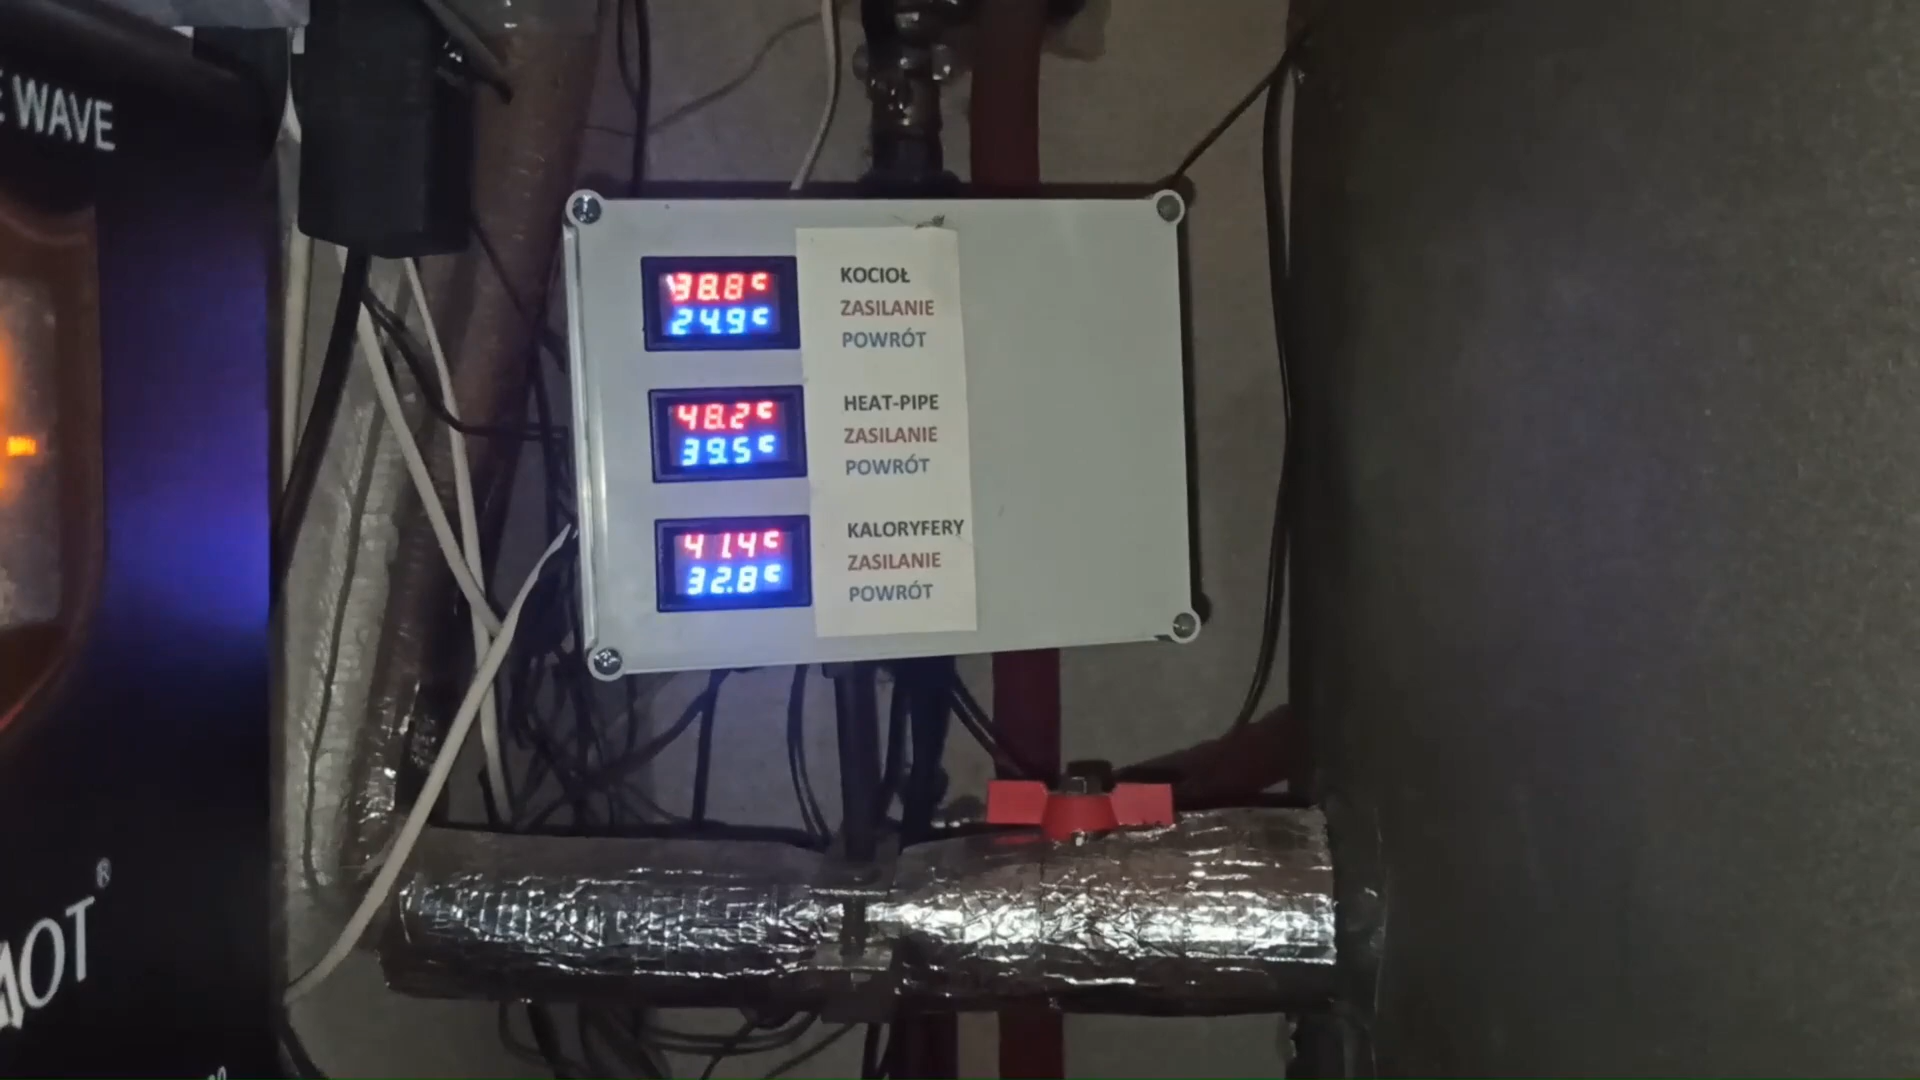 WAVE
38.8°C
24.9°C
KOCIOŁ
ZASILANIE
POWRÓT
48.2°C
39.5°C
HEAT-PIPE
ZASILANIE
POWRÓT
41.4°C
32.8°C
KALORYFERY
ZASILANIE
POWRÓT